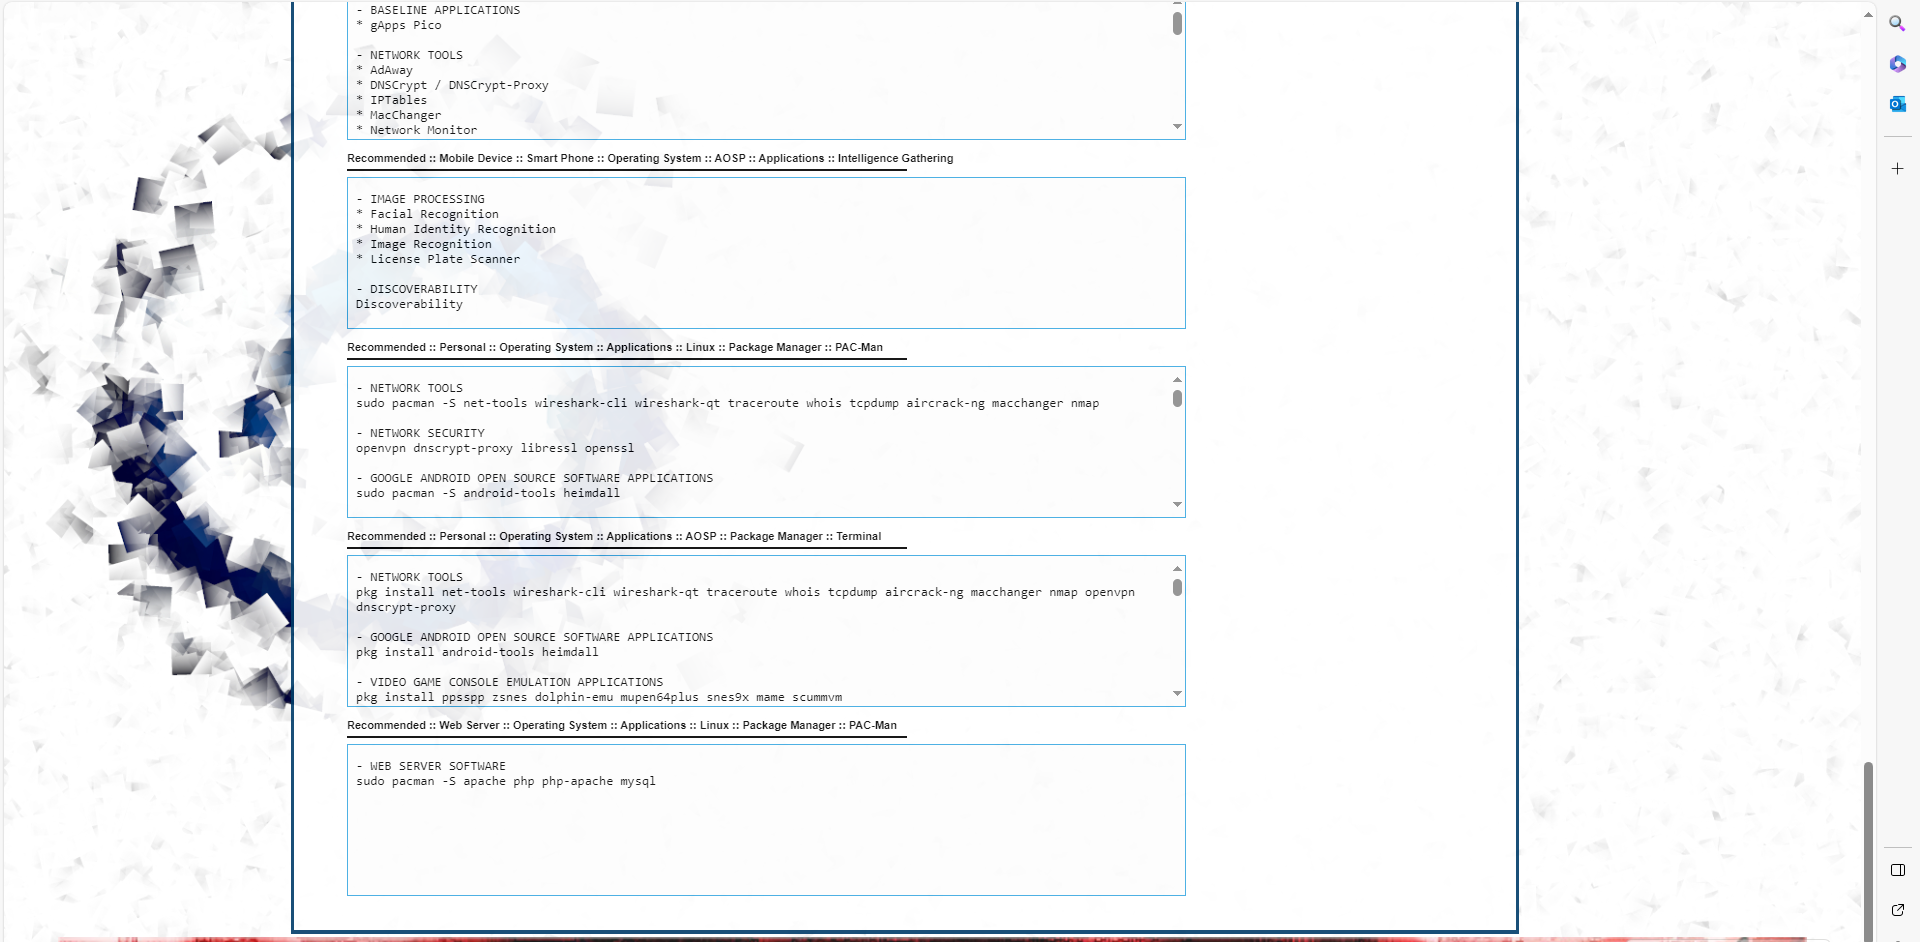 - BASELINE APPLICATIONS
* gApps Pico
- NETWORK TOOLS
* AdAway
* DNSCrypt / DNSCrypt-Proxy
* IPTables
* MacChanger
* Network Monitor
Recommended :: Mobile Device :: Smart Phone :: Operating System :: AOSP :: Applications :: Intelligence Gathering
- IMAGE PROCESSING
* Facial Recognition
* Human Identity Recognition
* Image Recognition
* License Plate Scanner
- DISCOVERABILITY
Discoverability
Recommended :: Personal :: Operating System :: Applications :: Linux :: Package Manager :: PAC-Man
- NETWORK TOOLS
sudo pacman -S net-tools wireshark-cli wireshark-qt traceroute whois tcpdump aircrack-ng macchanger nmap
- NETWORK SECURITY
openvpn dnscrypt-proxy libressl openssl
- GOOGLE ANDROID OPEN SOURCE SOFTWARE APPLICATIONS
sudo pacman -S android-tools heimdall
Recommended :: Personal :: Operating System :: Applications :: AOSP :: Package Manager :: Terminal
- NETWORK TOOLS
pkg install net-tools wireshark-cli wireshark-qt traceroute whois tcpdump aircrack-ng macchanger nmap openvpn
dnscrypt-proxy
- GOOGLE ANDROID OPEN SOURCE SOFTWARE APPLICATIONS
pkg install android-tools heimdall
- VIDEO GAME CONSOLE EMULATION APPLICATIONS
pkg install ppsspp zsnes dolphin-emu mupen64plus snes9x mame scummvm
Recommended :: Web Server :: Operating System :: Applications :: Linux :: Package Manager :: PAC-Man
- WEB SERVER SOFTWARE
sudo pacman -S apache php php-apache mysql